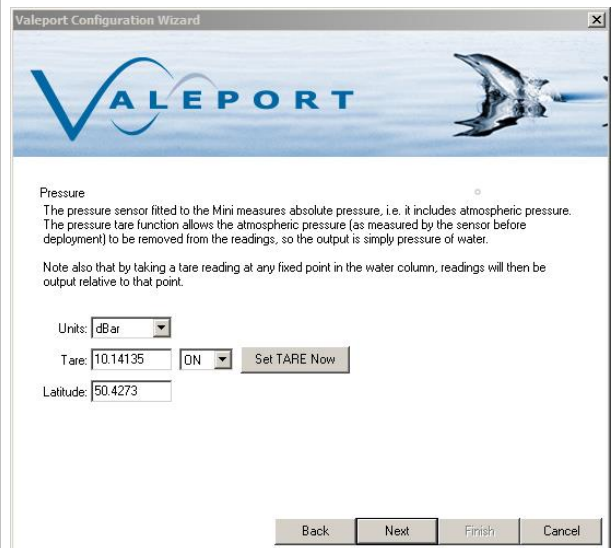 Valeport Configuration Wizard
VALEPORT
Pressure
The pressure sensor fitted to the Mini measures absolute pressure, i.e. it includes atmospheric pressure.
The pressure tare function allows the atmospheric pressure (as measured by the sensor before
deployment) to be removed from the readings, so the output is simply pressure of water.
Note also that by taking a tare reading at any fixed point in the water column, readings will then be
output relative to that point.
Units: dBar
Tare: 10.14135 ON Set TARE Now
Latitude: 50.4273
Back Next Finish Cancel